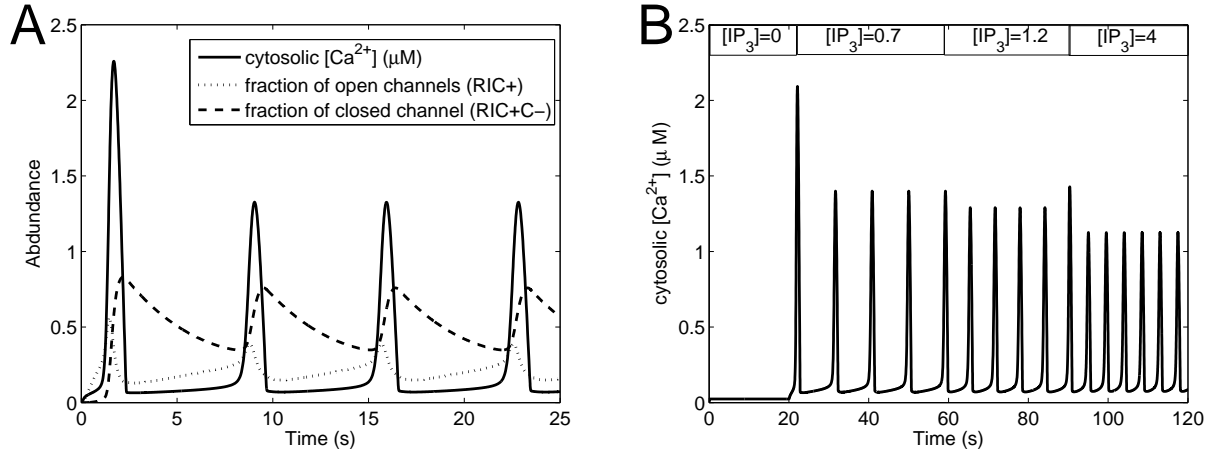 A
2.5
2
1.5
1
0.5
0
Abdundance
cytosolic [Ca2+] (μM)
fraction of open channels (RIC+)
fraction of closed channel (RIC+C−)
0 5 10 15 20 25
Time (s)
B
2.5
2
1.5
1
0.5
0
cytosolic [Ca2+] (μ M)
[IP3]=0 [IP3]=0.7 [IP3]=1.2 [IP3]=4
0 20 40 60 80 100 120
Time (s)